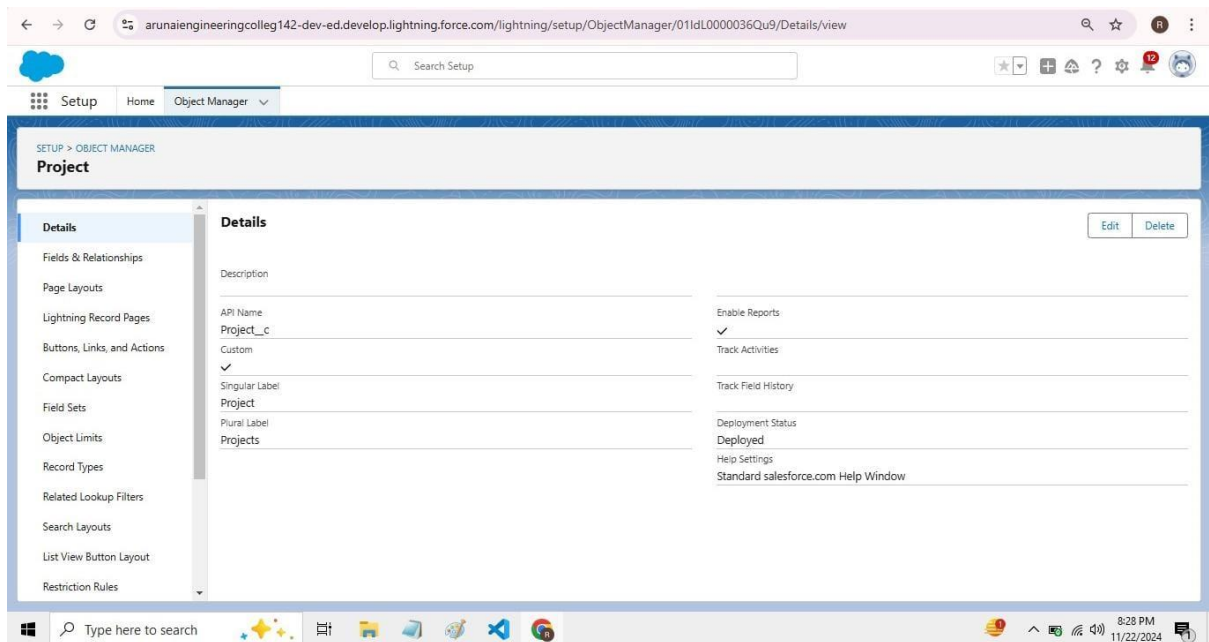 arunaiengineeringcolleg142-dev-ed.develop.lightning.force.com/lightning/setup/ObjectManager/01IdL0000036Qu9/Details/view
R
Search Setup
12
Setup
Home
Object Manager
SETUP > OBJECT MANAGER
Project
Details
Fields & Relationships
Page Layouts
Lightning Record Pages
Buttons, Links, and Actions
Compact Layouts
Field Sets
Object Limits
Record Types
Related Lookup Filters
Search Layouts
List View Button Layout
Restriction Rules
Details
Edit
Delete
Description
API Name
Project__c
Custom
Singular Label
Project
Plural Label
Projects
Enable Reports
Track Activities
Track Field History
Deployment Status
Deployed
Help Settings
Standard salesforce.com Help Window
Type here to search
8:28 PM
11/22/2024